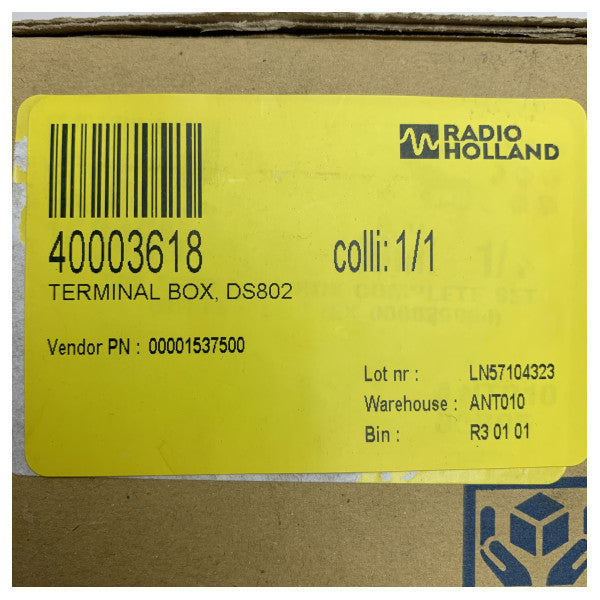 RADIO
HOLLAND
40003618 colli: 1/1
TERMINAL BOX, DS802
Vendor PN : 00001537500
Lot nr : LN57104323
Warehouse : ANT010
Bin : R3 01 01